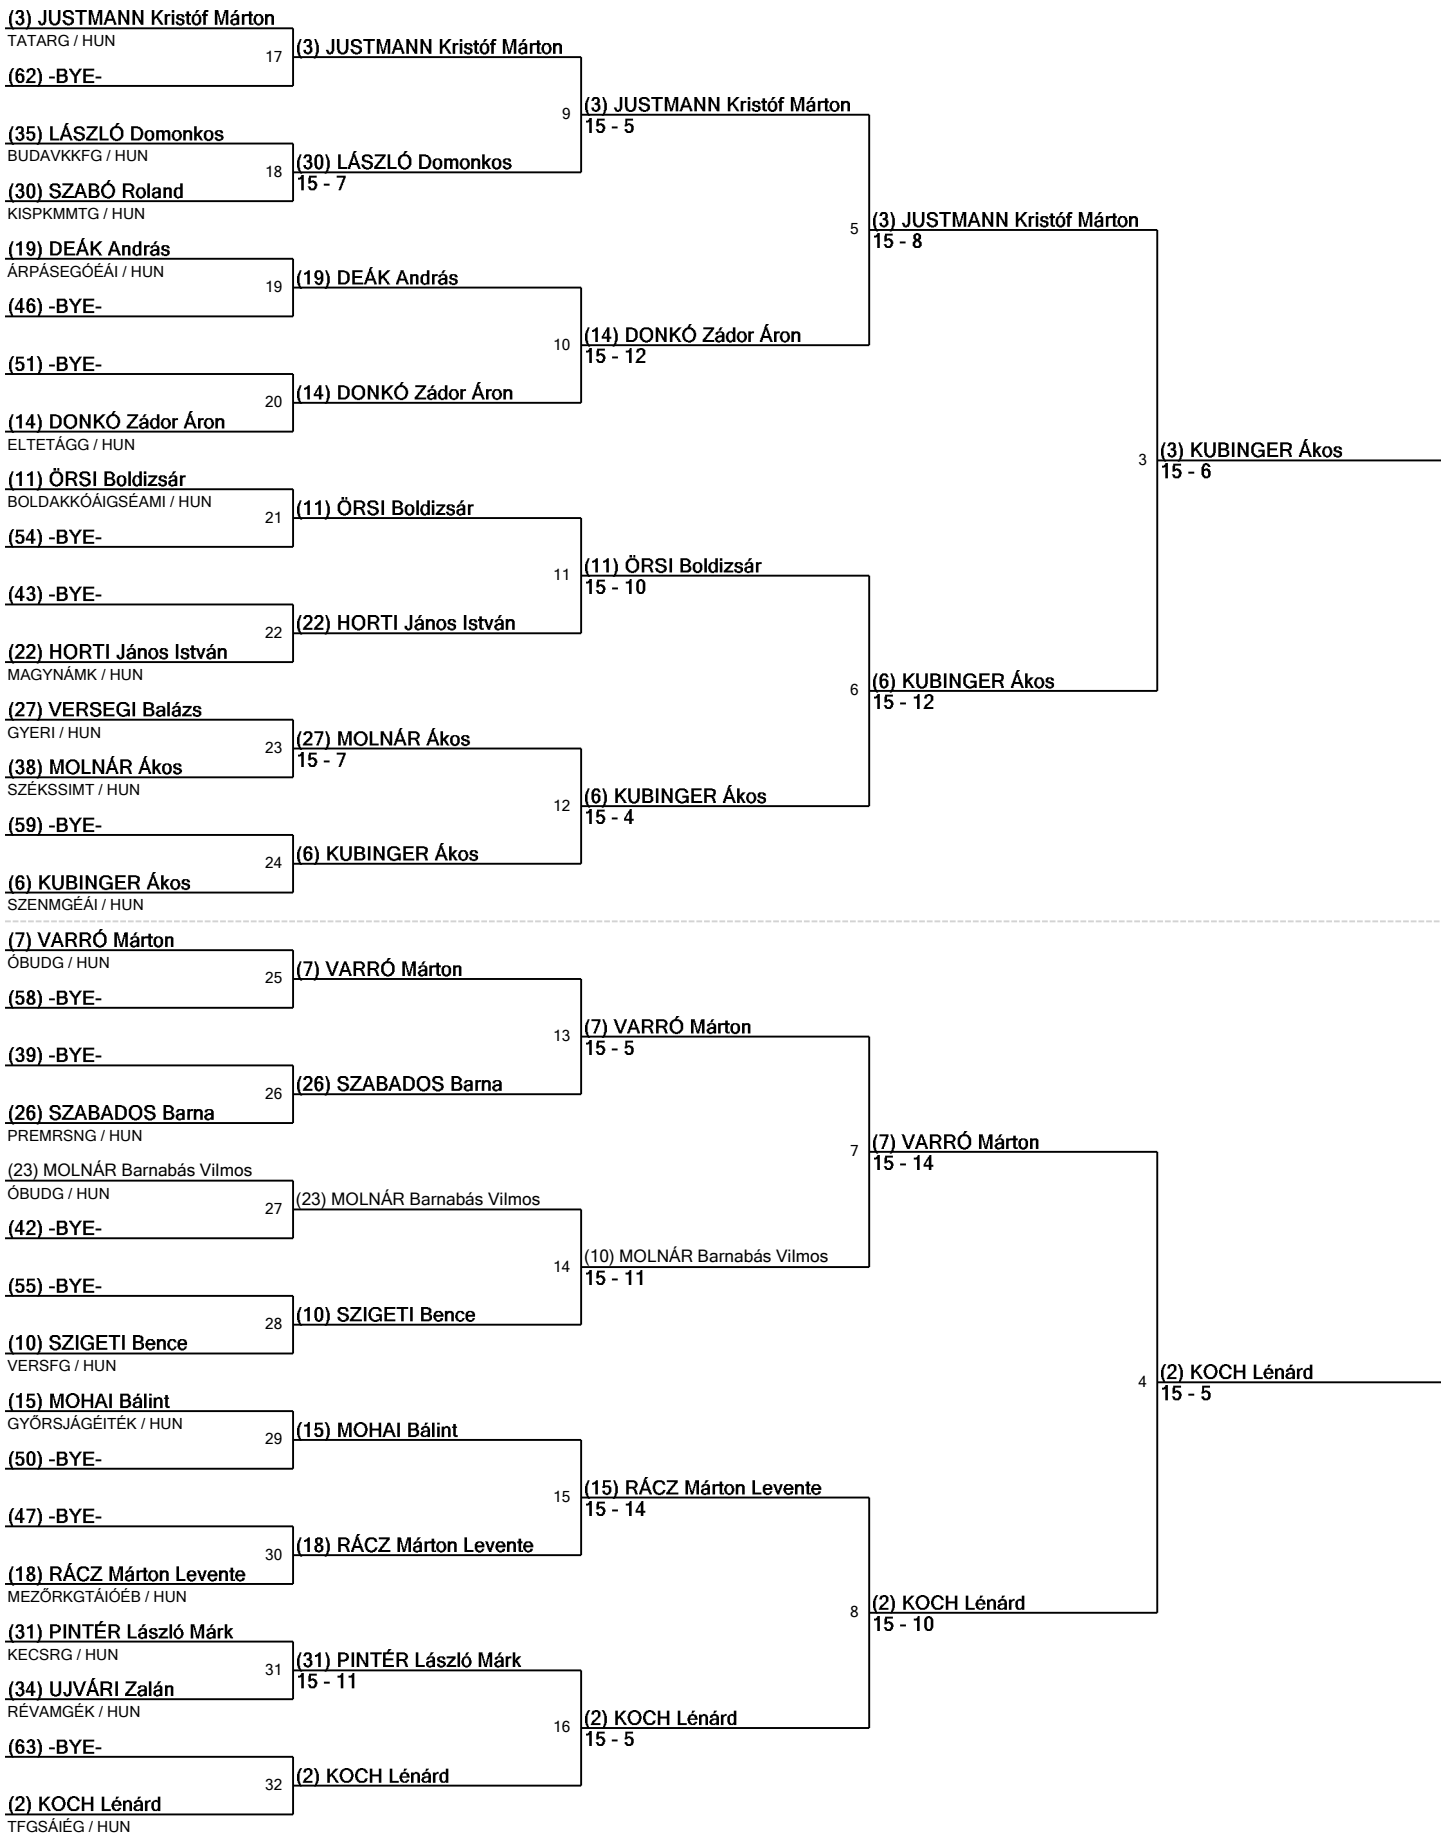 (3) JUSTMANN Kristóf Márton
TATARG / HUN
17
(3) JUSTMANN Kristóf Márton
(62) -BYE-
9
(3) JUSTMANN Kristóf Márton
15 - 5
(35) LÁSZLÓ Domonkos
BUDAVKKFG / HUN
18
(30) LÁSZLÓ Domonkos
15 - 7
(30) SZABÓ Roland
KISPKMMTG / HUN
5
(3) JUSTMANN Kristóf Márton
15 - 8
(19) DEÁK András
ÁRPÁSEGÓÉÁI / HUN
19
(19) DEÁK András
(46) -BYE-
10
(14) DONKÓ Zádor Áron
15 - 12
(51) -BYE-
20
(14) DONKÓ Zádor Áron
(14) DONKÓ Zádor Áron
ELTETÁGG / HUN
3
(3) KUBINGER Ákos
15 - 6
(11) ÖRSI Boldizsár
BOLDAKKÓÁIGSÉAMI / HUN
21
(11) ÖRSI Boldizsár
(54) -BYE-
11
(11) ÖRSI Boldizsár
15 - 10
(43) -BYE-
22
(22) HORTI János István
(22) HORTI János István
MAGYNÁMK / HUN
6
(6) KUBINGER Ákos
15 - 12
(27) VERSEGI Balázs
GYERI / HUN
23
(27) MOLNÁR Ákos
15 - 7
(38) MOLNÁR Ákos
SZÉKSSIMT / HUN
12
(6) KUBINGER Ákos
15 - 4
(59) -BYE-
24
(6) KUBINGER Ákos
(6) KUBINGER Ákos
SZENMGÉÁI / HUN
(7) VARRÓ Márton
ÓBUDG / HUN
25
(7) VARRÓ Márton
(58) -BYE-
13
(7) VARRÓ Márton
15 - 5
(39) -BYE-
26
(26) SZABADOS Barna
(26) SZABADOS Barna
PREMRSNG / HUN
7
(7) VARRÓ Márton
15 - 14
(23) MOLNÁR Barnabás Vilmos
ÓBUDG / HUN
27
(23) MOLNÁR Barnabás Vilmos
(42) -BYE-
14
(10) MOLNÁR Barnabás Vilmos
15 - 11
(55) -BYE-
28
(10) SZIGETI Bence
(10) SZIGETI Bence
VERSFG / HUN
4
(2) KOCH Lénárd
15 - 5
(15) MOHAI Bálint
GYŐRSJÁGÉITÉK / HUN
29
(15) MOHAI Bálint
(50) -BYE-
15
(15) RÁCZ Márton Levente
15 - 14
(47) -BYE-
30
(18) RÁCZ Márton Levente
(18) RÁCZ Márton Levente
MEZŐRKGTÁIÓÉB / HUN
8
(2) KOCH Lénárd
15 - 10
(31) PINTÉR László Márk
KECSRG / HUN
31
(31) PINTÉR László Márk
15 - 11
(34) UJVÁRI Zalán
RÉVAMGÉK / HUN
16
(2) KOCH Lénárd
15 - 5
(63) -BYE-
32
(2) KOCH Lénárd
(2) KOCH Lénárd
TFGSÁIÉG / HUN